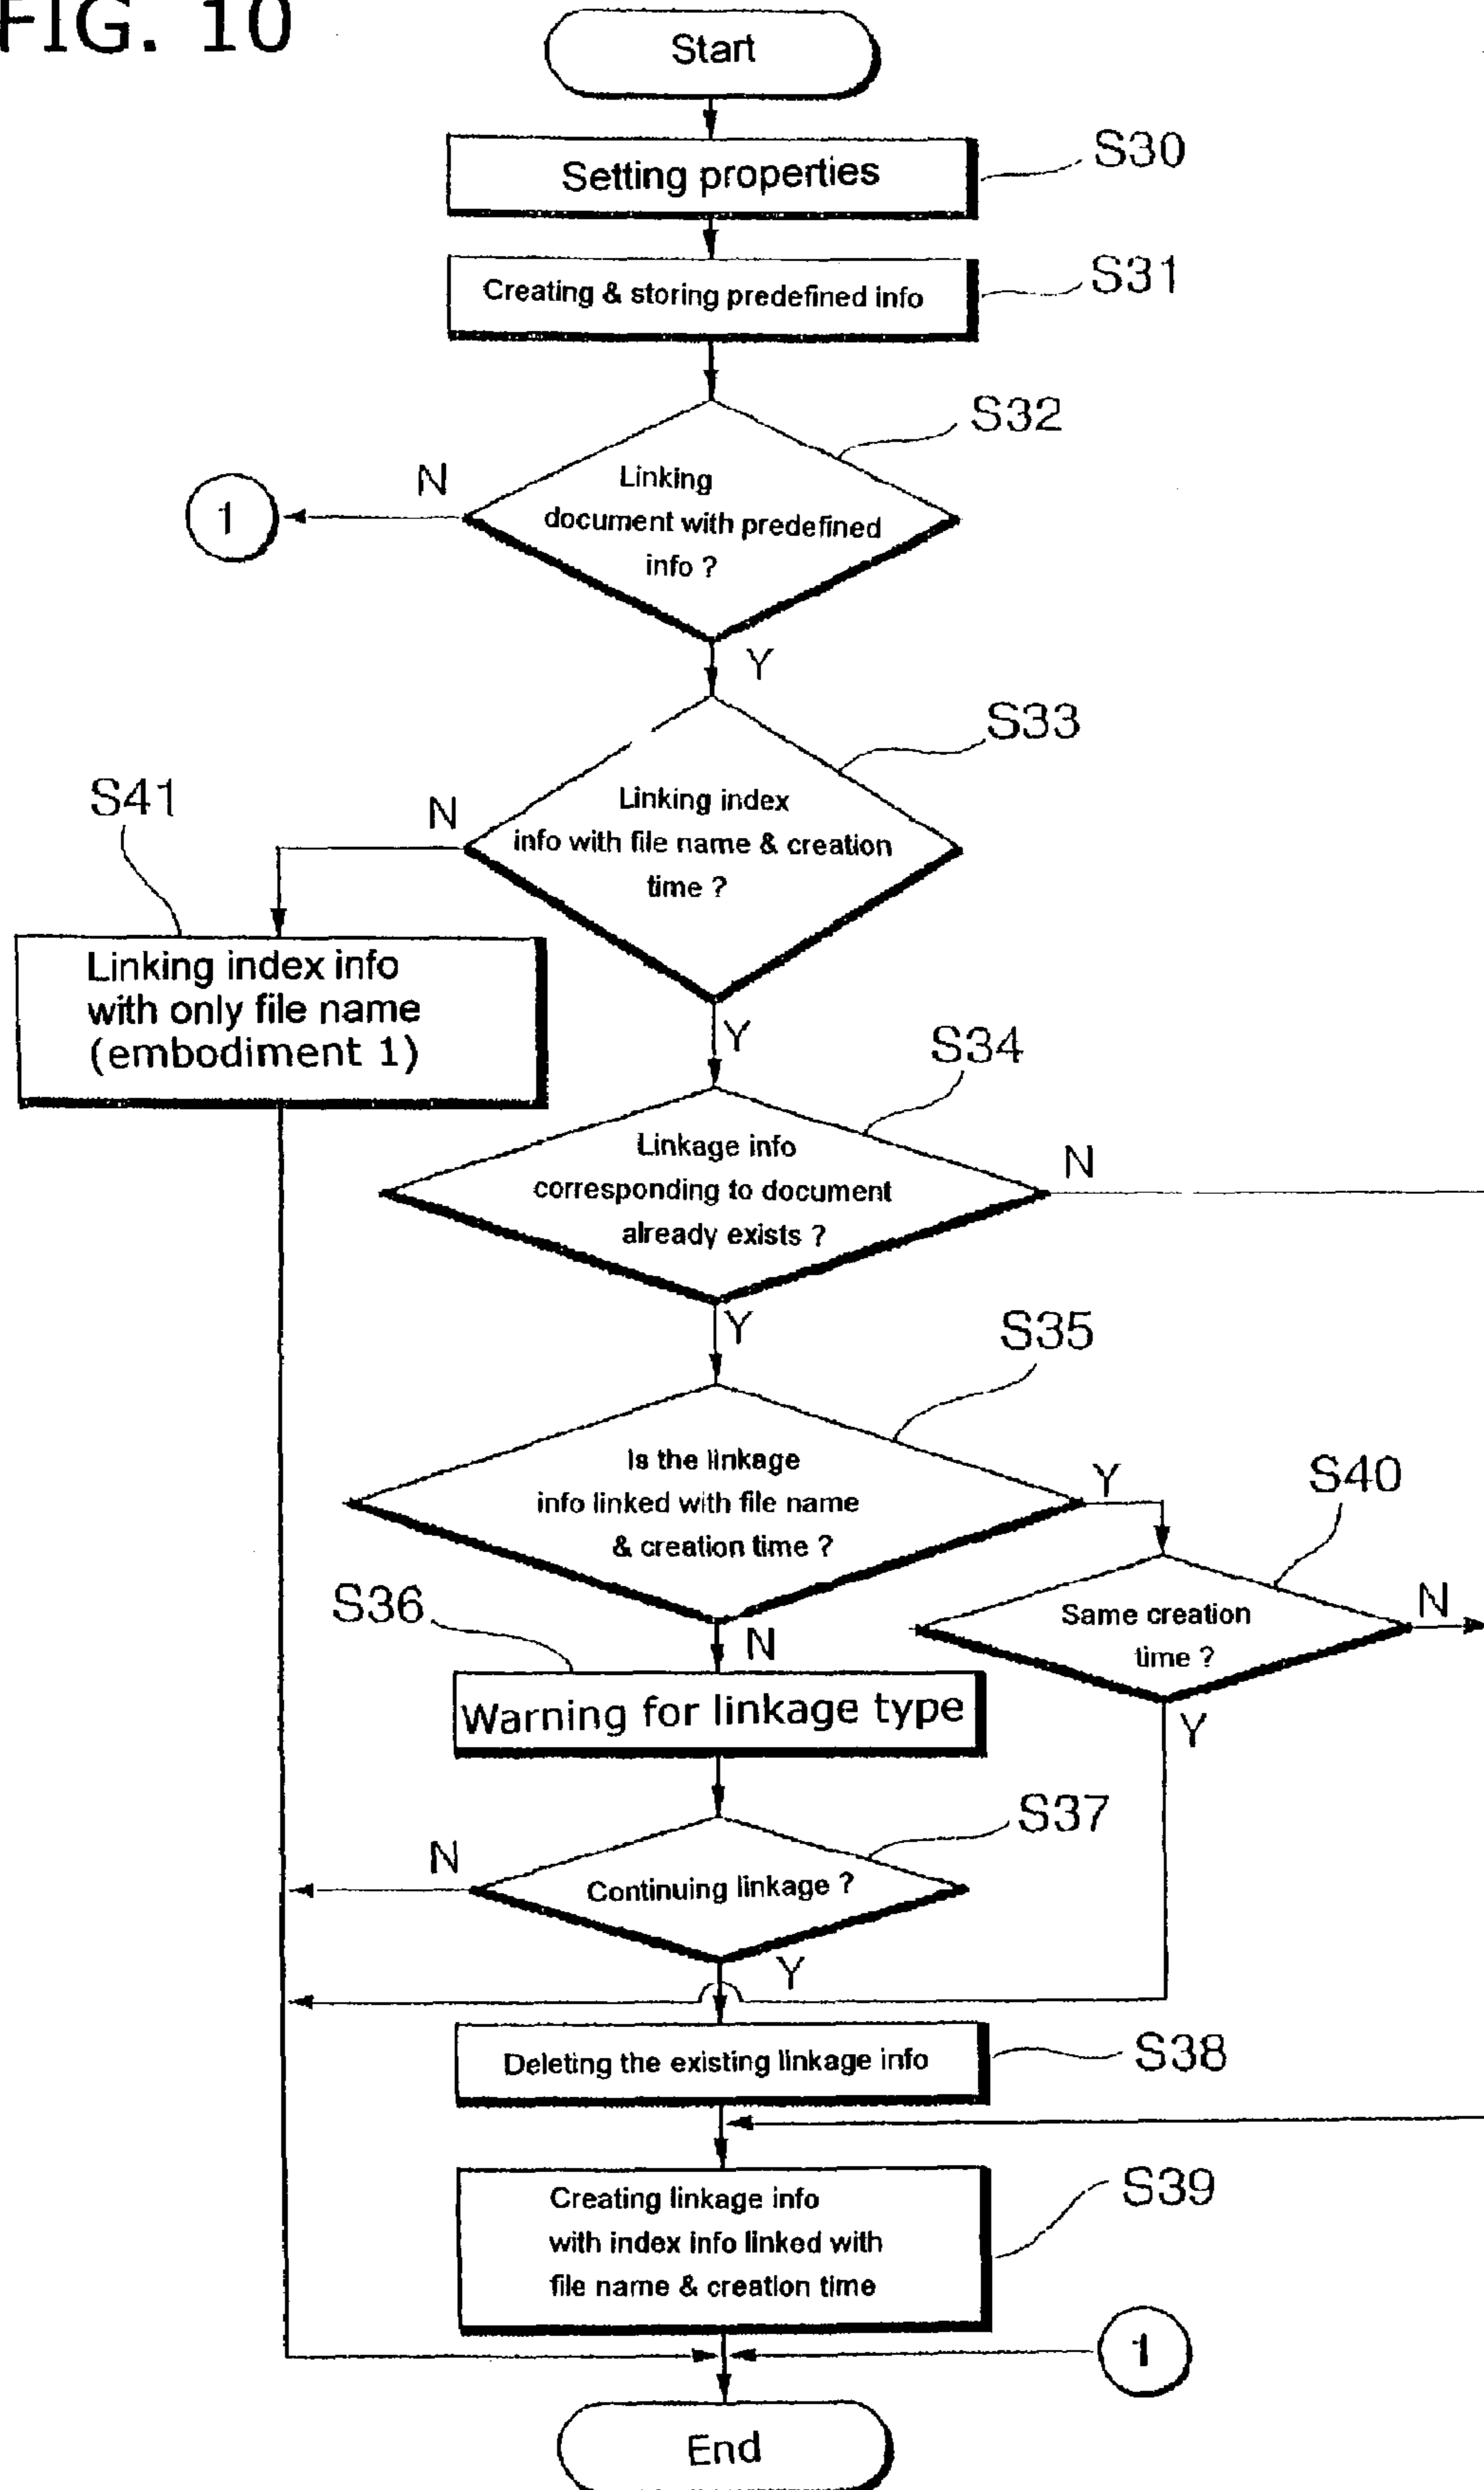 FIG. 10
Start
Setting properties
S30
Creating & storing predefined info
S31
S32
N
Linking
document with predefined
info ?
1
Y
S33
S41
N
Linking index
info with file name & creation
time ?
Linking index info
with only file name
(embodiment 1)
Y
S34
Linkage info
corresponding to document
already exists ?
N
Y
S35
Is the linkage
info linked with file name
& creation time ?
Y
S40
S36
N
Same creation
time ?
N
Warning for linkage type
Y
S37
N
Continuing linkage ?
Y
Deleting the existing linkage info
S38
Creating linkage info
with index info linked with
file name & creation time
S39
1
End